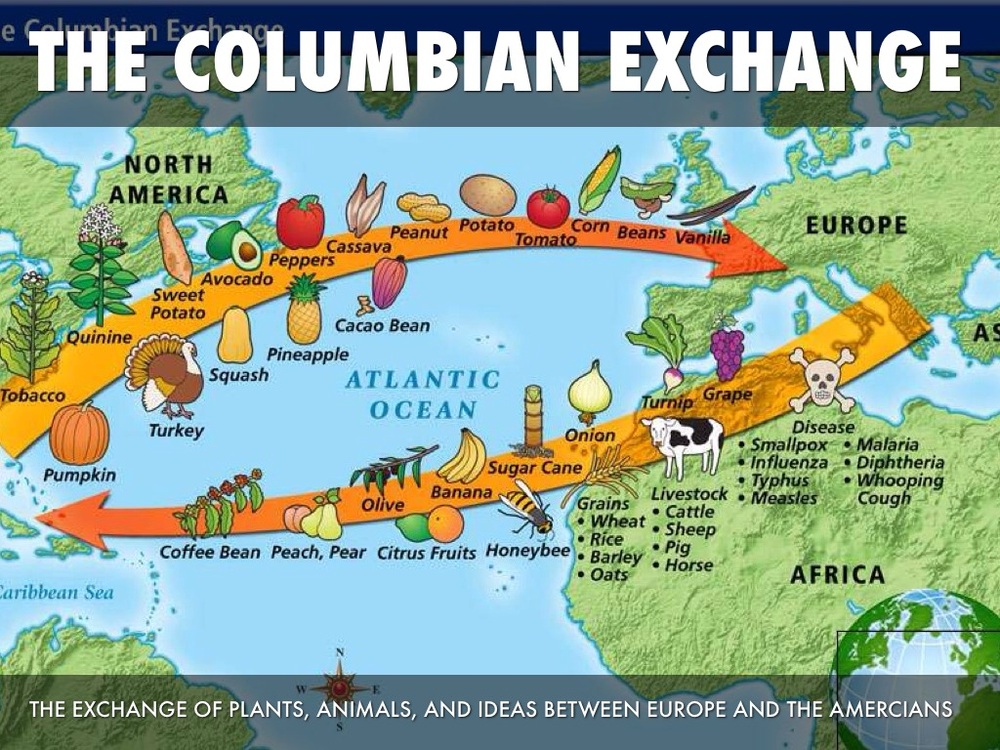 e Columbian Exchange
THE COLUMBIAN EXCHANGE
NORTH
AMERICA
EUROPE
AS
Corn
Potato
Peanut
Tomato
Beans
Vanilla
Cassava
Peppers
Avocado
Sweet
Potato
Cacao Bean
Quinine
Pineapple
Squash
Tobacco
Turkey
Pumpkin
ATLANTIC
OCEAN
Turnip
Grape
Onion
Sugar Cane
Banana
Olive
Coffee Bean
Peach, Pear
Citrus Fruits
Honeybee
Grains
• Wheat
• Rice
• Barley
• Oats
Livestock
• Cattle
• Sheep
• Pig
• Horse
Disease
• Smallpox
• Influenza
• Typhus
• Measles
• Malaria
• Diphtheria
• Whooping
Cough
AFRICA
Caribbean Sea
N
W
E
S
THE EXCHANGE OF PLANTS, ANIMALS, AND IDEAS BETWEEN EUROPE AND THE AMERCIANS